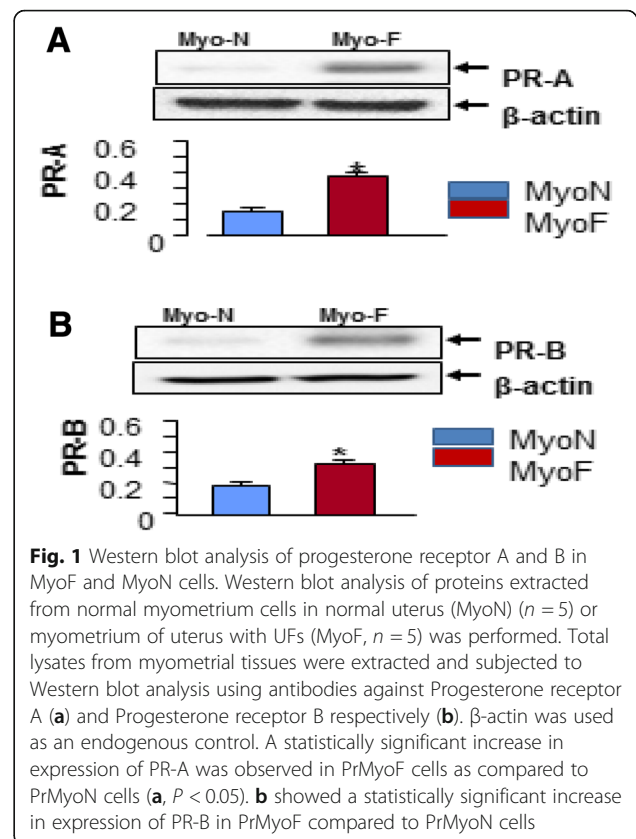 A
Myo-N Myo-F
PR-A
β-actin
PR-A
0.6
0.4
0.2
0
*
MyoN
MyoF
B
Myo-N Myo-F
PR-B
β-actin
PR-B
0.6
0.4
0.2
0
*
MyoN
MyoF
Fig. 1 Western blot analysis of progesterone receptor A and B in
MyoF and MyoN cells. Western blot analysis of proteins extracted
from normal myometrium cells in normal uterus (MyoN) (n = 5) or
myometrium of uterus with UFs (MyoF, n = 5) was performed. Total
lysates from myometrial tissues were extracted and subjected to
Western blot analysis using antibodies against Progesterone receptor
A (a) and Progesterone receptor B respectively (b). β-actin was used
as an endogenous control. A statistically significant increase in
expression of PR-A was observed in PrMyoF cells as compared to
PrMyoN cells (a, P < 0.05). b showed a statistically significant increase
in expression of PR-B in PrMyoF compared to PrMyoN cells